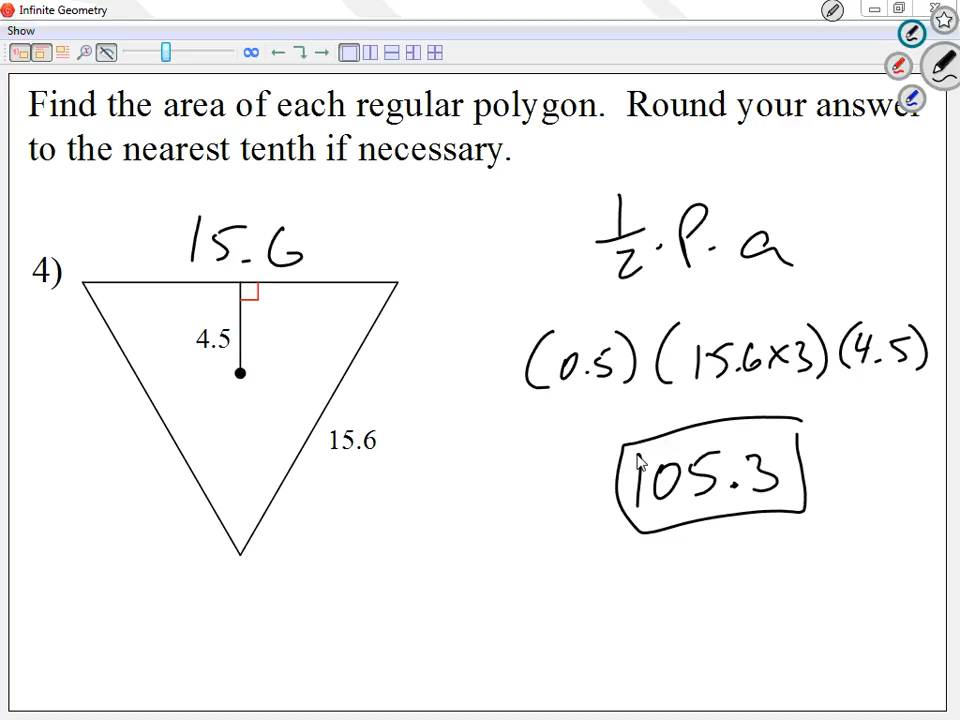 Infinite Geometry
Show
Find the area of each regular polygon. Round your answer
to the nearest tenth if necessary.
15.6
4)
4.5
15.6
1/2 · P · a
(0.5) (15.6×3) (4.5)
105.3